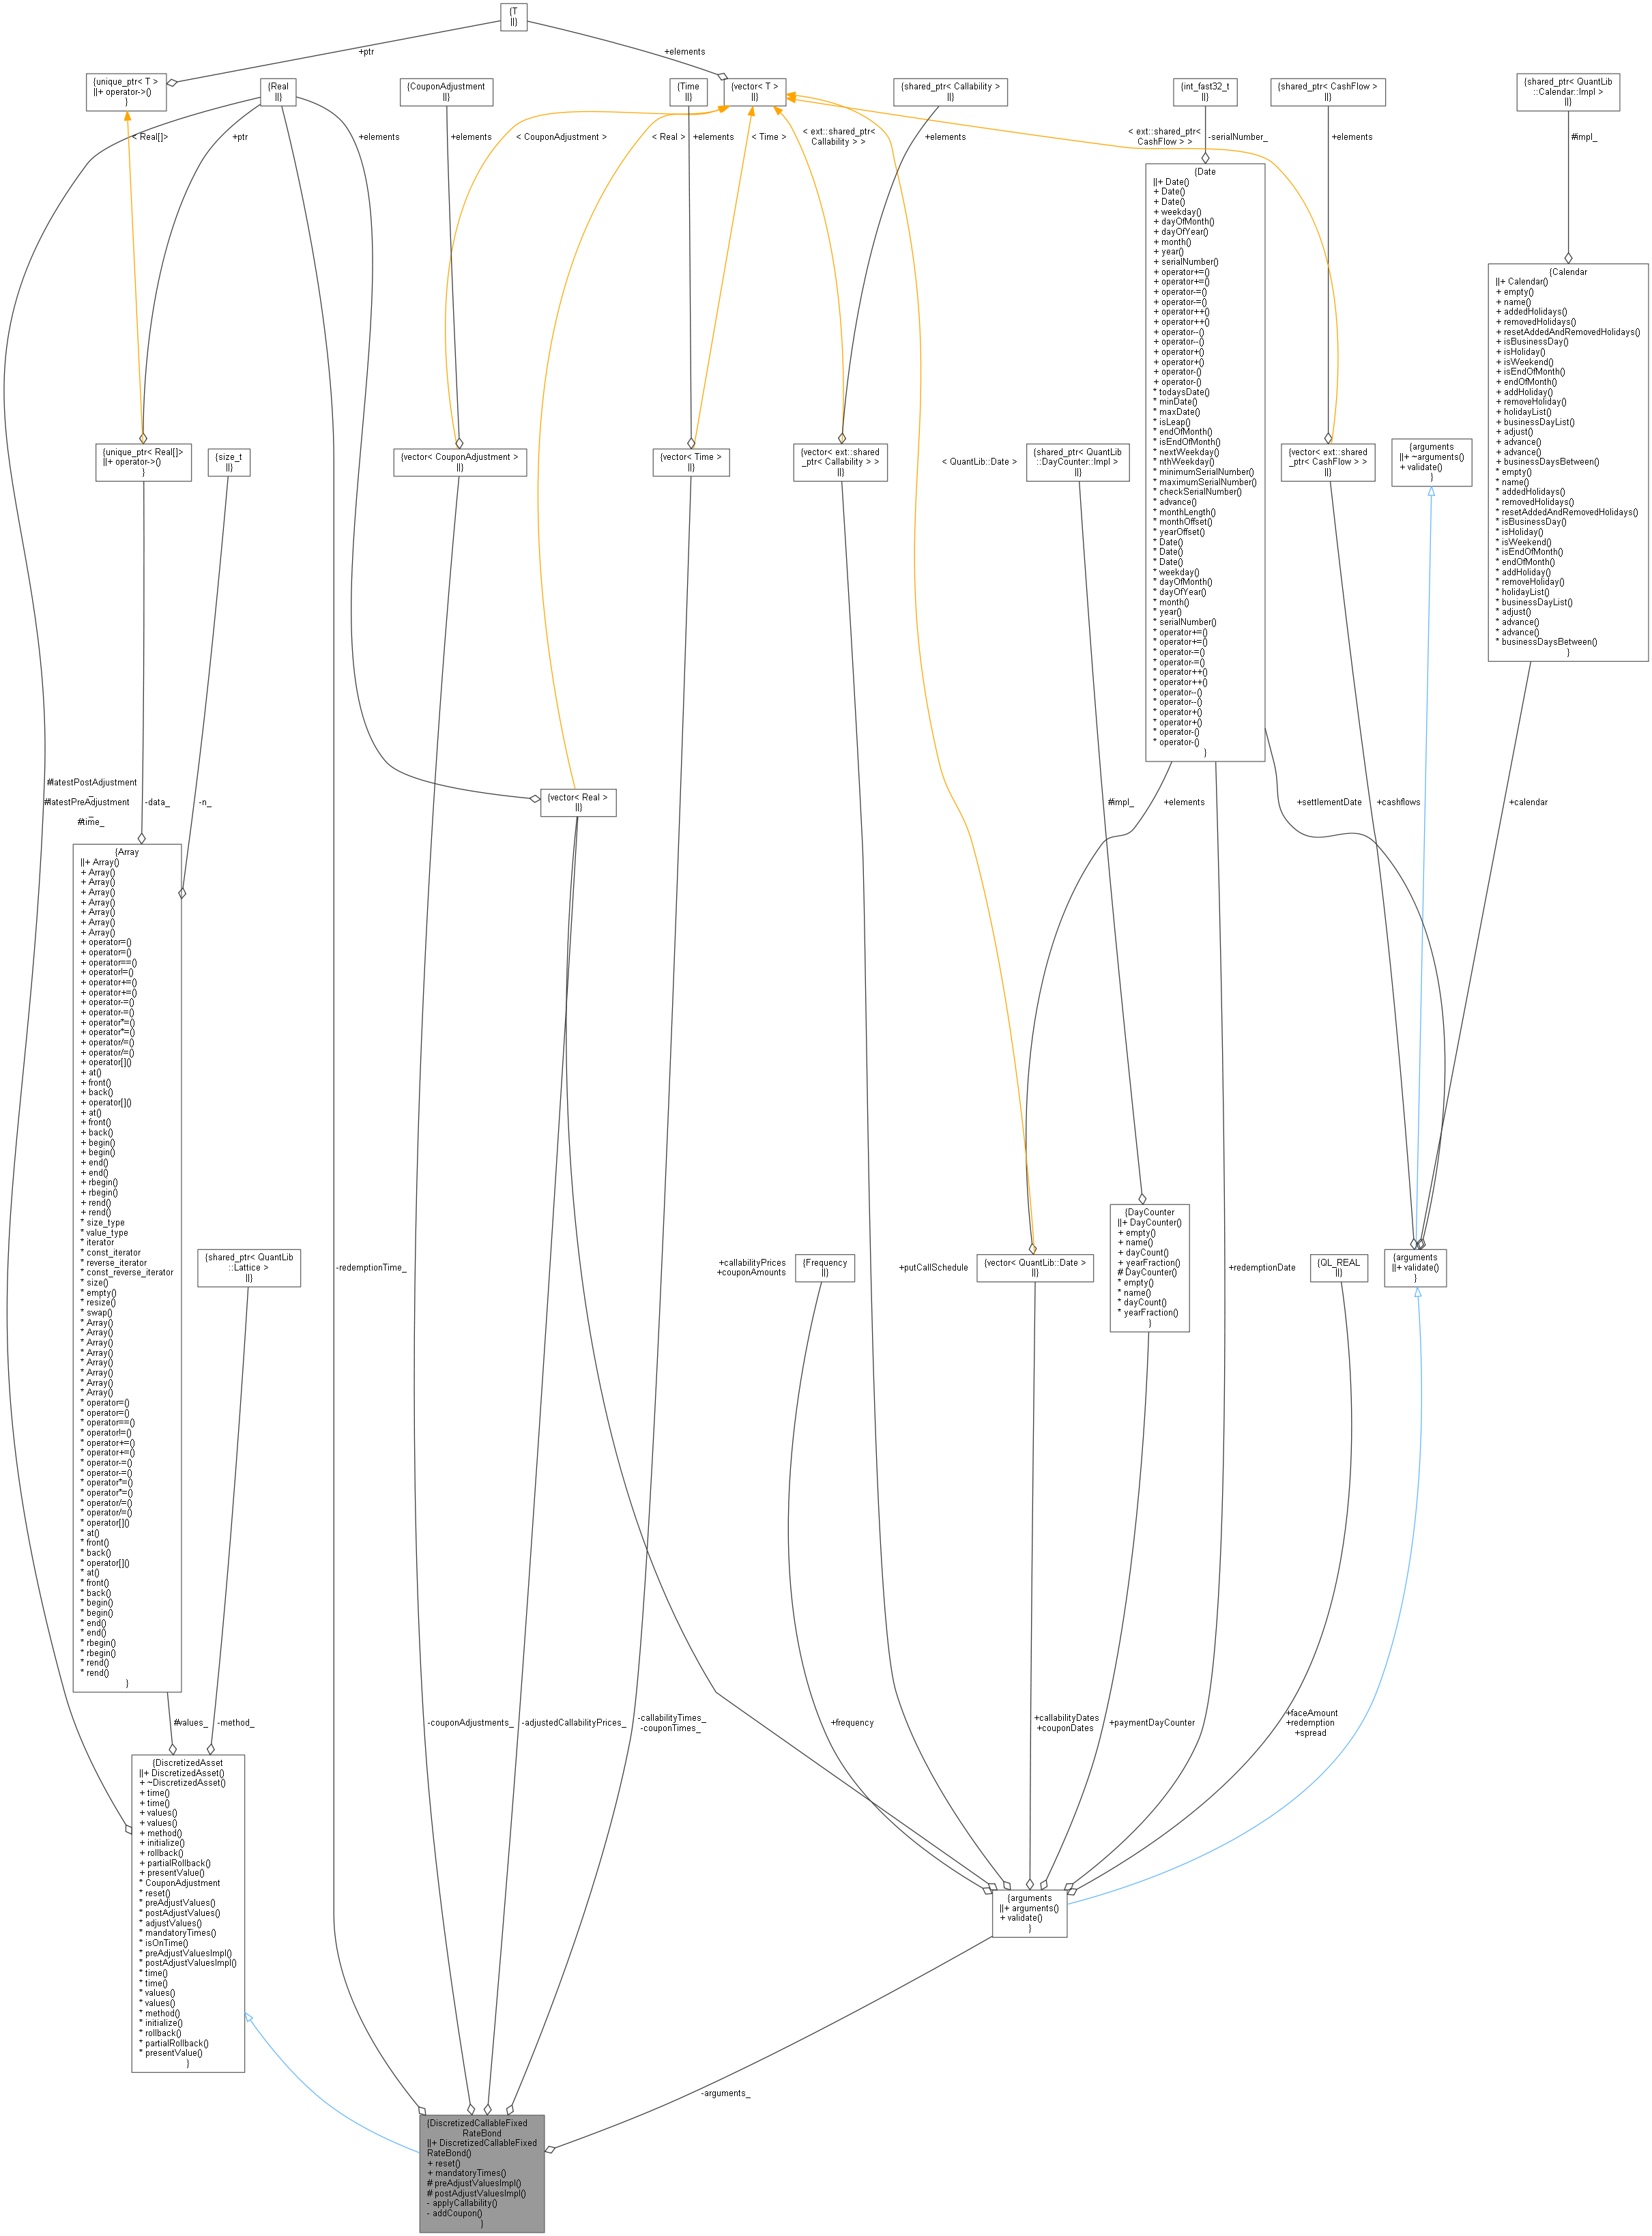 {T
||}
+ptr
+elements
{unique_ptr< T >
||+ operator->()
}
{Real
||}
{CouponAdjustment
||}
{Time
||}
{vector< T >
||}
{shared_ptr< Callability >
||}
{int_fast32_t
||}
{shared_ptr< CashFlow >
||}
{shared_ptr< QuantLib
::Calendar::Impl >
||}
< Real[]>
+ptr
+elements
+elements
< CouponAdjustment >
< Real >
+elements
< Time >
< ext::shared_ptr<
Callability > >
+elements
< ext::shared_ptr<
CashFlow > >
-serialNumber_
+elements
#impl_
{Date
||+ Date()
+ Date()
+ Date()
+ weekday()
+ dayOfMonth()
+ dayOfYear()
+ month()
+ year()
+ serialNumber()
+ operator+=()
+ operator+=()
+ operator-=()
+ operator-=()
+ operator++()
+ operator++()
+ operator--()
+ operator--()
+ operator+()
+ operator+()
+ operator-()
+ operator-()
* todaysDate()
* minDate()
* maxDate()
* isLeap()
* endOfMonth()
* isEndOfMonth()
* nextWeekday()
* nthWeekday()
* minimumSerialNumber()
* maximumSerialNumber()
* checkSerialNumber()
* advance()
* monthLength()
* monthOffset()
* yearOffset()
* Date()
* Date()
* Date()
* weekday()
* dayOfMonth()
* dayOfYear()
* month()
* year()
* serialNumber()
* operator+=()
* operator+=()
* operator-=()
* operator-=()
* operator++()
* operator++()
* operator--()
* operator--()
* operator+()
* operator+()
* operator-()
* operator-()
}
{Calendar
||+ Calendar()
+ empty()
+ name()
+ addedHolidays()
+ removedHolidays()
+ resetAddedAndRemovedHolidays()
+ isBusinessDay()
+ isHoliday()
+ isWeekend()
+ isEndOfMonth()
+ endOfMonth()
+ addHoliday()
+ removeHoliday()
+ holidayList()
+ businessDayList()
+ adjust()
+ advance()
+ advance()
+ businessDaysBetween()
* empty()
* name()
* addedHolidays()
* removedHolidays()
* resetAddedAndRemovedHolidays()
* isBusinessDay()
* isHoliday()
* isWeekend()
* isEndOfMonth()
* endOfMonth()
* addHoliday()
* removeHoliday()
* holidayList()
* businessDayList()
* adjust()
* advance()
* advance()
* businessDaysBetween()
}
{unique_ptr< Real[]>
||+ operator->()
}
{size_t
||}
{vector< CouponAdjustment >
||}
{vector< Time >
||}
{vector< ext::shared
_ptr< Callability > >
||}
< QuantLib::Date >
{shared_ptr< QuantLib
::DayCounter::Impl >
||}
{vector< ext::shared
_ptr< CashFlow > >
||}
{arguments
||+ ~arguments()
+ validate()
}
#latestPostAdjustment
_
#latestPreAdjustment
_
#time_
-data_
-n_
{vector< Real >
||}
#impl_
+elements
+settlementDate
+cashflows
+calendar
{Array
||+ Array()
+ Array()
+ Array()
+ Array()
+ Array()
+ Array()
+ Array()
+ Array()
+ operator=()
+ operator=()
+ operator==()
+ operator!=()
+ operator+=()
+ operator+=()
+ operator-=()
+ operator-=()
+ operator*=()
+ operator*=()
+ operator/=()
+ operator/=()
+ operator[]()
+ at()
+ front()
+ back()
+ operator[]()
+ at()
+ front()
+ back()
+ begin()
+ begin()
+ end()
+ end()
+ rbegin()
+ rbegin()
+ rend()
+ rend()
* size_type
* value_type
* iterator
* const_iterator
* reverse_iterator
* const_reverse_iterator
* size()
* empty()
* resize()
* swap()
* Array()
* Array()
* Array()
* Array()
* Array()
* Array()
* Array()
* Array()
* operator=()
* operator=()
* operator==()
* operator!=()
* operator+=()
* operator+=()
* operator-=()
* operator-=()
* operator*=()
* operator*=()
* operator/=()
* operator/=()
* operator[]()
* at()
* front()
* back()
* operator[]()
* at()
* front()
* back()
* begin()
* begin()
* end()
* end()
* rbegin()
* rbegin()
* rend()
* rend()
}
{shared_ptr< QuantLib
::Lattice >
||}
-redemptionTime_
+callabilityPrices
+couponAmounts
{Frequency
||}
+putCallSchedule
{vector< QuantLib::Date >
||}
{DayCounter
||+ DayCounter()
+ empty()
+ name()
+ dayCount()
+ yearFraction()
# DayCounter()
* empty()
* name()
* dayCount()
* yearFraction()
}
+redemptionDate
{QL_REAL
||}
{arguments
||+ validate()
}
#values_
-method_
-couponAdjustments_
-adjustedCallabilityPrices_
-callabilityTimes_
-couponTimes_
+frequency
+callabilityDates
+couponDates
+paymentDayCounter
+faceAmount
+redemption
+spread
{DiscretizedAsset
||+ DiscretizedAsset()
+ ~DiscretizedAsset()
+ time()
+ time()
+ values()
+ values()
+ method()
+ initialize()
+ rollback()
+ partialRollback()
+ presentValue()
* CouponAdjustment
* reset()
* preAdjustValues()
* postAdjustValues()
* adjustValues()
* mandatoryTimes()
* isOnTime()
* preAdjustValuesImpl()
* postAdjustValuesImpl()
* time()
* time()
* values()
* values()
* method()
* initialize()
* rollback()
* partialRollback()
* presentValue()
}
{arguments
||+ arguments()
+ validate()
}
-arguments_
{DiscretizedCallableFixed
RateBond
||+ DiscretizedCallableFixed
RateBond()
+ reset()
+ mandatoryTimes()
# preAdjustValuesImpl()
# postAdjustValuesImpl()
- applyCallability()
- addCoupon()
}